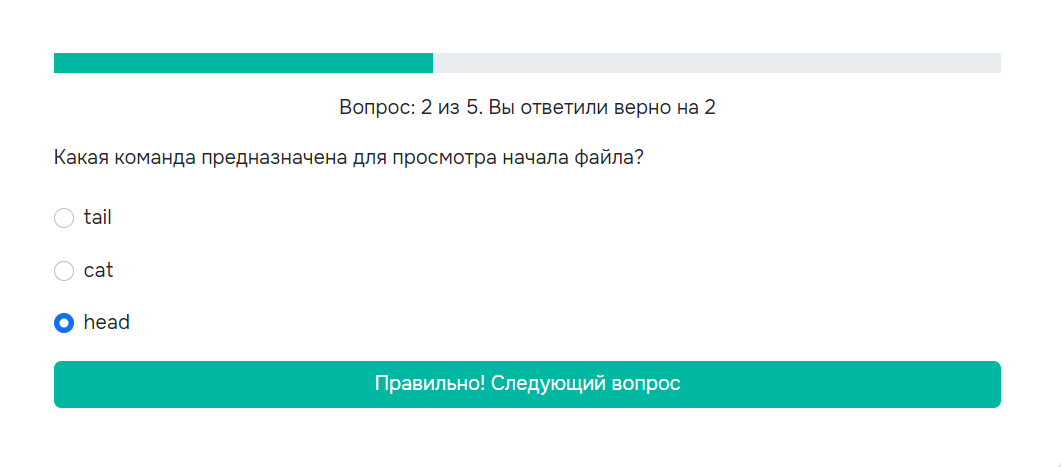 Вопрос: 2 из 5. Вы ответили верно на 2
Какая команда предназначена для просмотра начала файла?
tail
cat
head
Правильно! Следующий вопрос